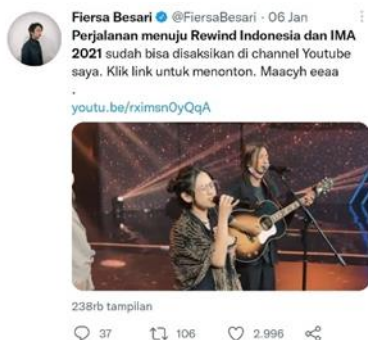 Fiersa Besari @FiersaBesari · 06 Jan
Perjalanan menuju Rewind Indonesia dan IMA
2021 sudah bisa disaksikan di channel Youtube
saya. Klik link untuk menonton. Maacyh eeaa
.
youtu.be/rximsn0yQqA
238rb tampilan
37 106 2.996